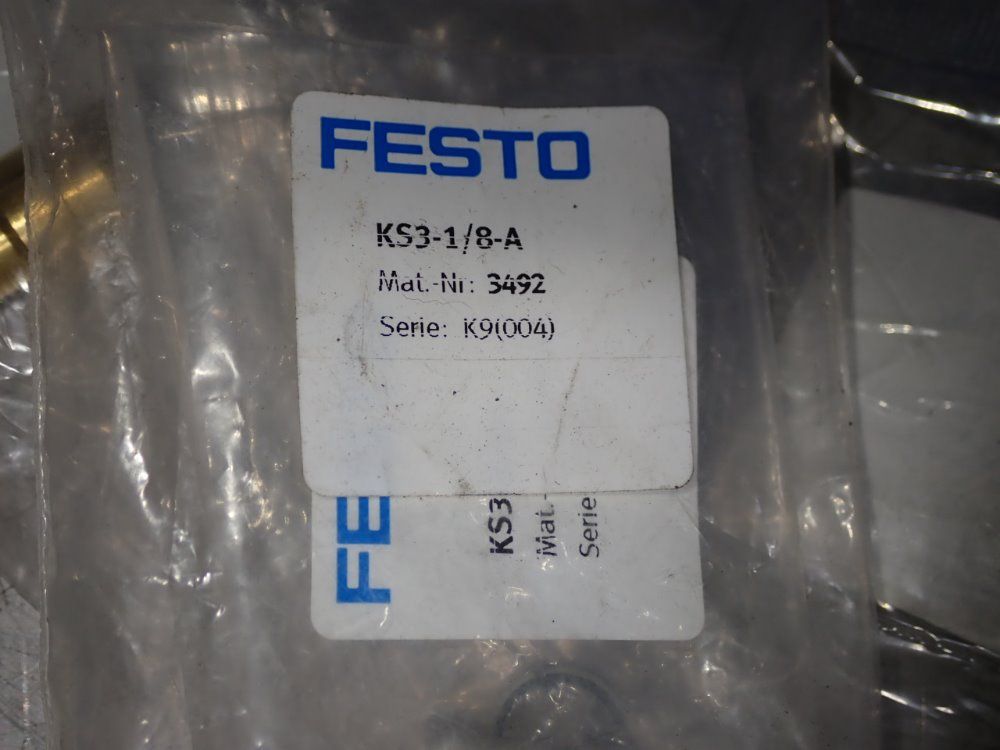 FESTO
KS3-1/8-A
Mat.-Nr: 3492
Serie: K9(004)
FE
KS3
Mat.-
Serie